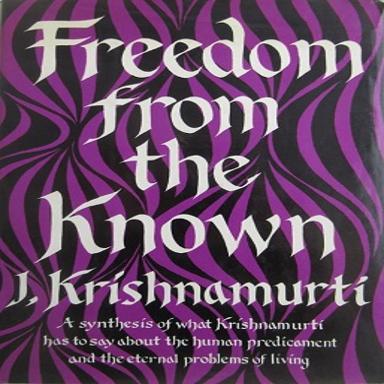 Freedom
from
the
Known
J. Krishnamurti
A synthesis of what Krishnamurti
has to say about the human predicament
and the eternal problems of living